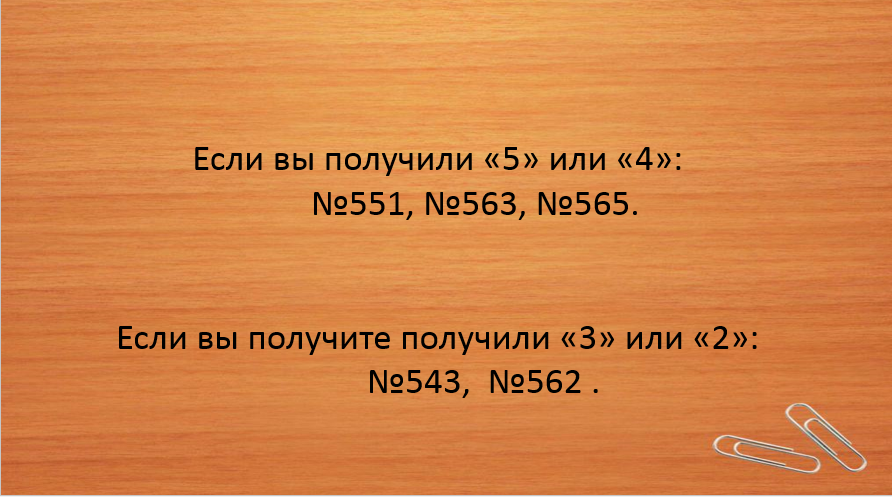 Если вы получили «5» или «4»:
№551, №563, №565.
Если вы получите получили «3» или «2»:
№543, №562 .